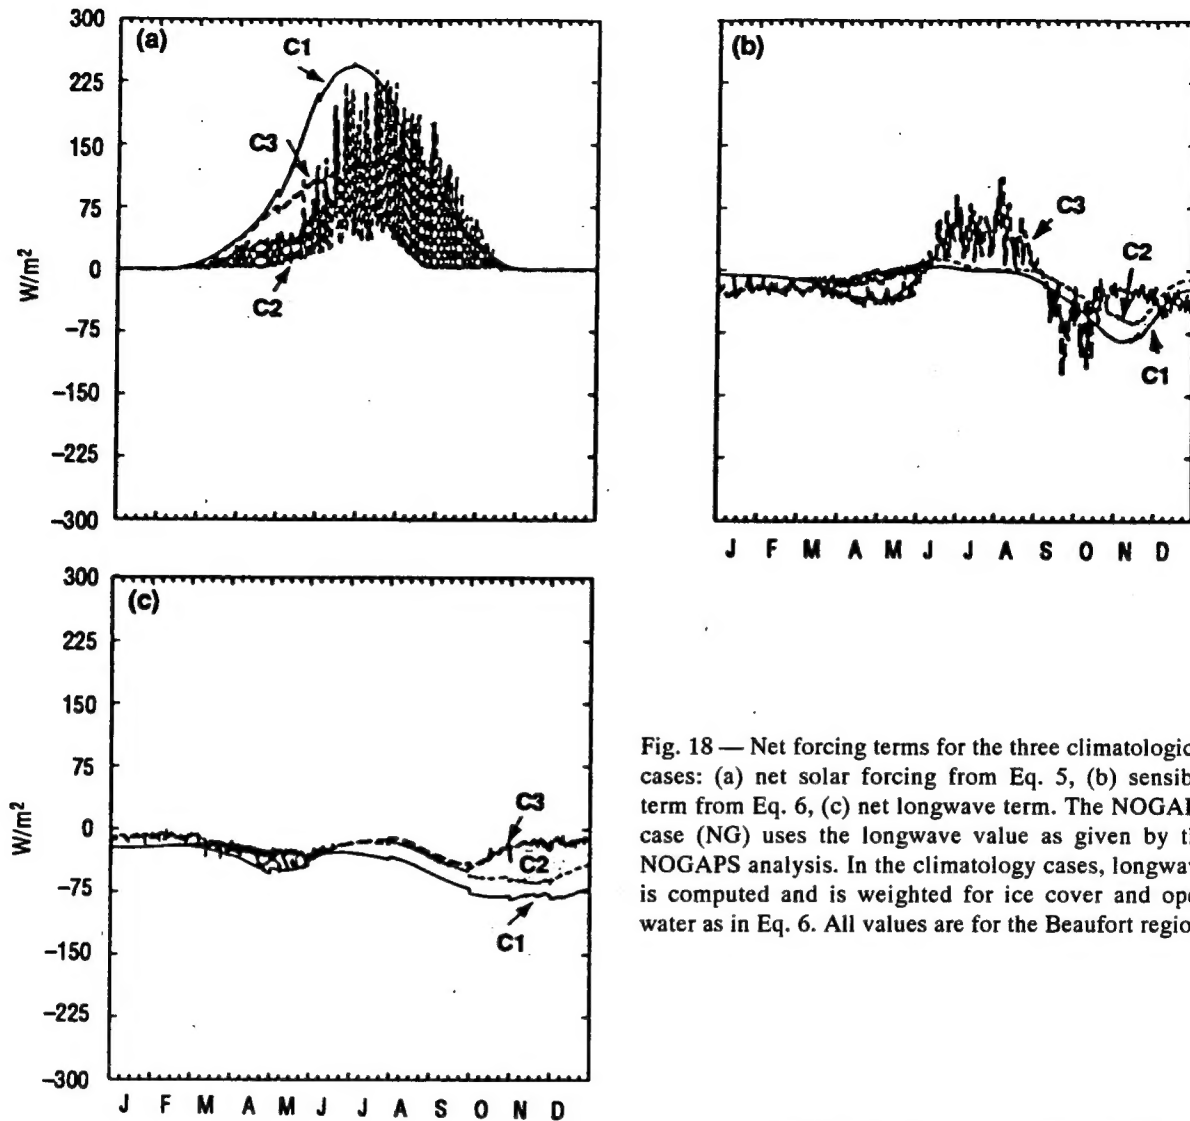 300
225
150
75
0
−75
−150
−225
−300
W/m²
(a)
C1
C3
C2
(b)
C3
C2
C1
J F M A M J J A S O N D
300
225
150
75
0
−75
−150
−225
−300
W/m²
(c)
C3
C2
C1
J F M A M J J A S O N D
Fig. 18 — Net forcing terms for the three climatologic
cases: (a) net solar forcing from Eq. 5, (b) sensib
term from Eq. 6, (c) net longwave term. The NOGAP
case (NG) uses the longwave value as given by th
NOGAPS analysis. In the climatology cases, longwav
is computed and is weighted for ice cover and ope
water as in Eq. 6. All values are for the Beaufort regio